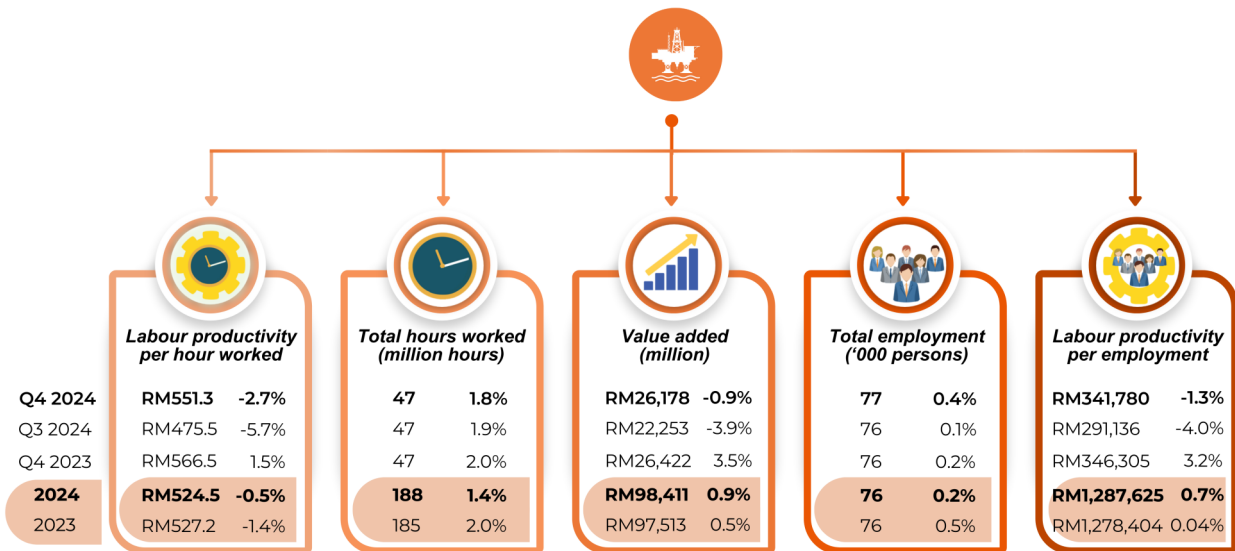 Labour productivity
per hour worked
Total hours worked
(million hours)
Value added
(million)
Total employment
(‘000 persons)
Labour productivity
per employment
Q4 2024 RM551.3 -2.7% 47 1.8% RM26,178 -0.9% 77 0.4% RM341,780 -1.3%
Q3 2024 RM475.5 -5.7% 47 1.9% RM22,253 -3.9% 76 0.1% RM291,136 -4.0%
Q4 2023 RM566.5 1.5% 47 2.0% RM26,422 3.5% 76 0.2% RM346,305 3.2%
2024 RM524.5 -0.5% 188 1.4% RM98,411 0.9% 76 0.2% RM1,287,625 0.7%
2023 RM527.2 -1.4% 185 2.0% RM97,513 0.5% 76 0.5% RM1,278,404 0.04%